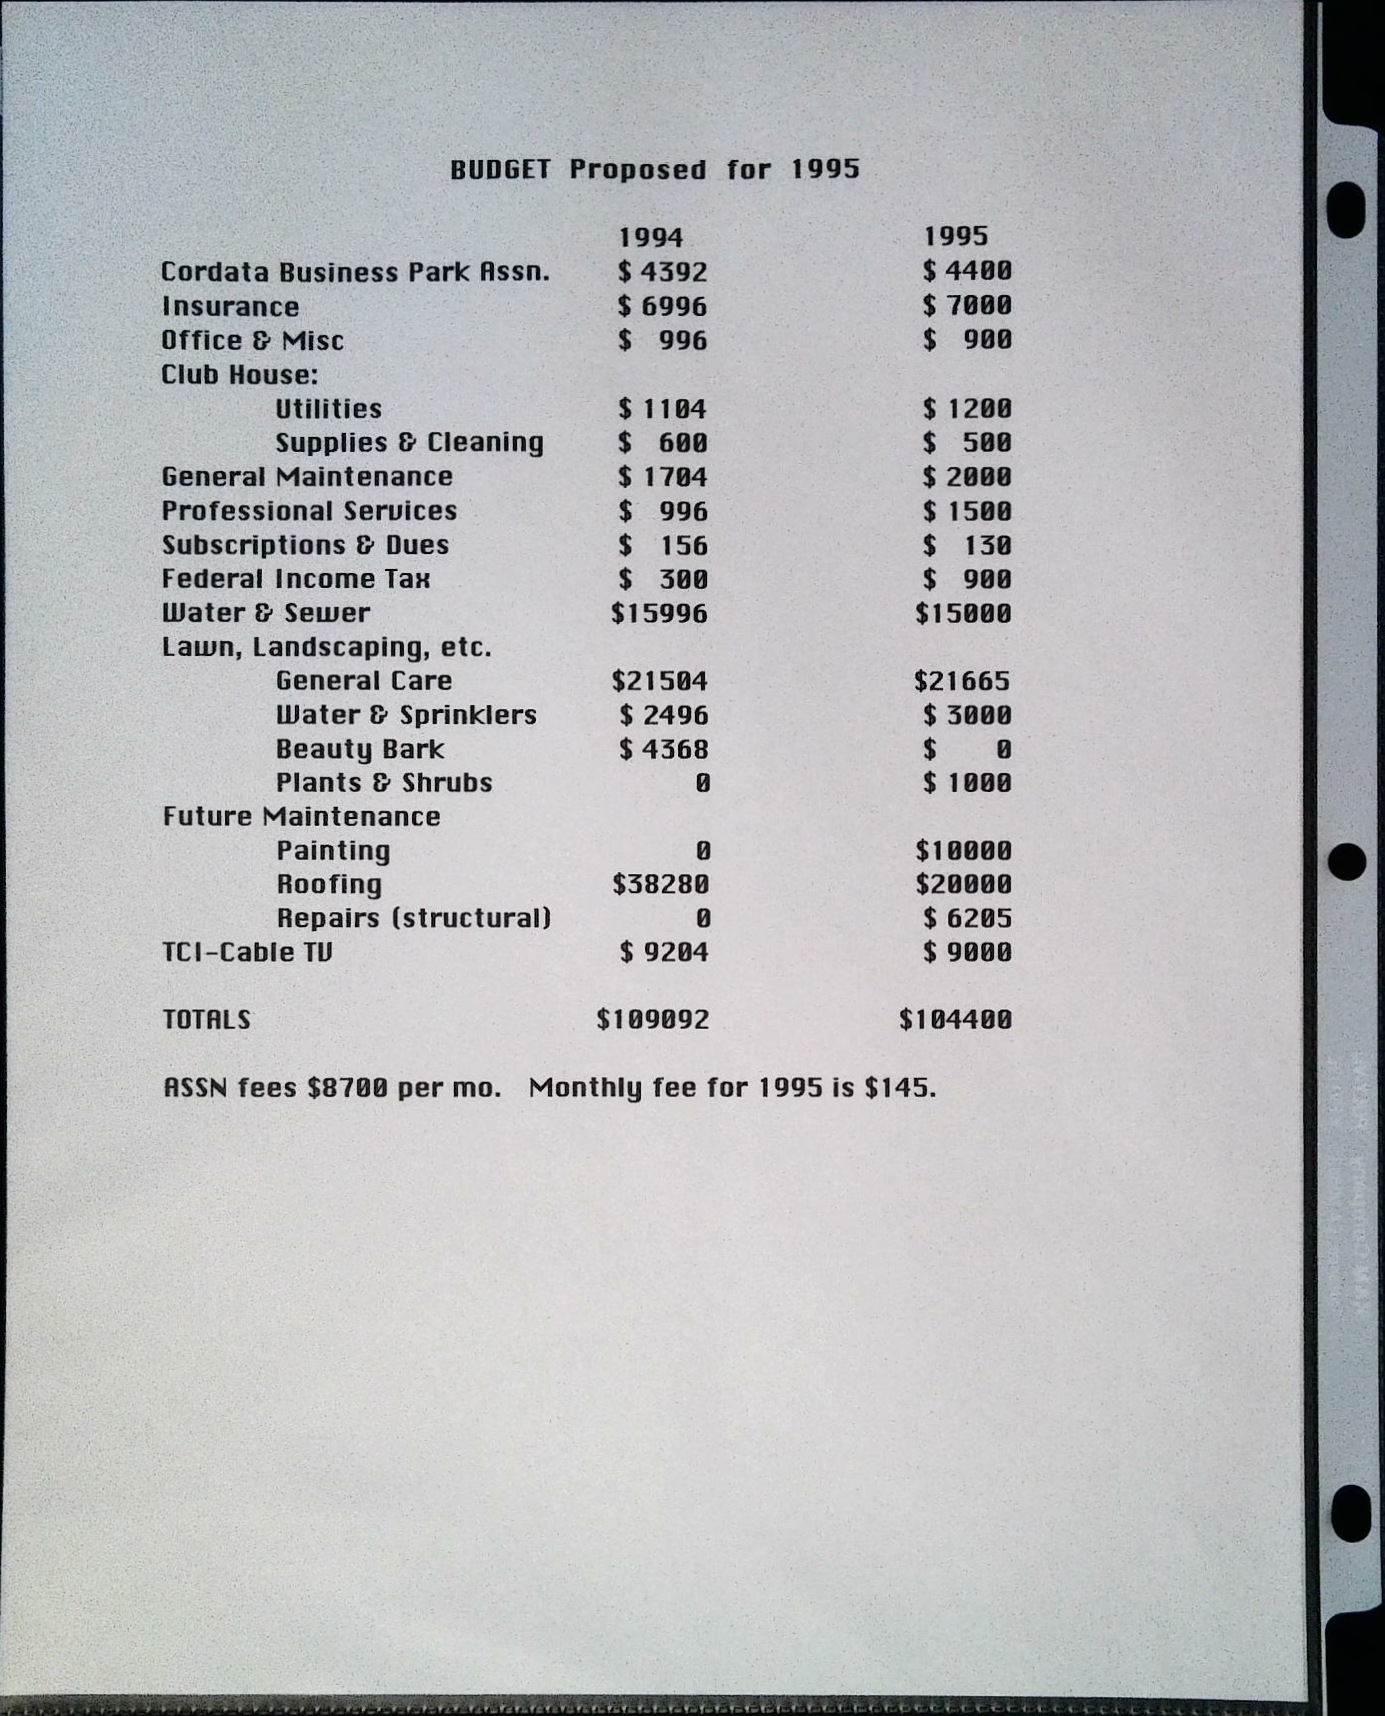 BUDGET Proposed for 1995
1994 1995
Cordata Business Park Assn. $ 4392 $ 4400
Insurance $ 6996 $ 7000
Office & Misc $ 996 $ 900
Club House:
Utilities $ 1104 $ 1200
Supplies & Cleaning $ 600 $ 500
General Maintenance $ 1704 $ 2000
Professional Services $ 996 $ 1500
Subscriptions & Dues $ 156 $ 130
Federal Income Tax $ 300 $ 900
Water & Sewer $15996 $15000
Lawn, Landscaping, etc.
General Care $21504 $21665
Water & Sprinklers $ 2496 $ 3000
Beauty Bark $ 4368 $ 0
Plants & Shrubs 0 $ 1000
Future Maintenance
Painting 0 $10000
Roofing $38280 $20000
Repairs (structural) 0 $ 6205
TCI-Cable TV $ 9204 $ 9000
TOTALS $109092 $104400
ASSN fees $8700 per mo. Monthly fee for 1995 is $145.